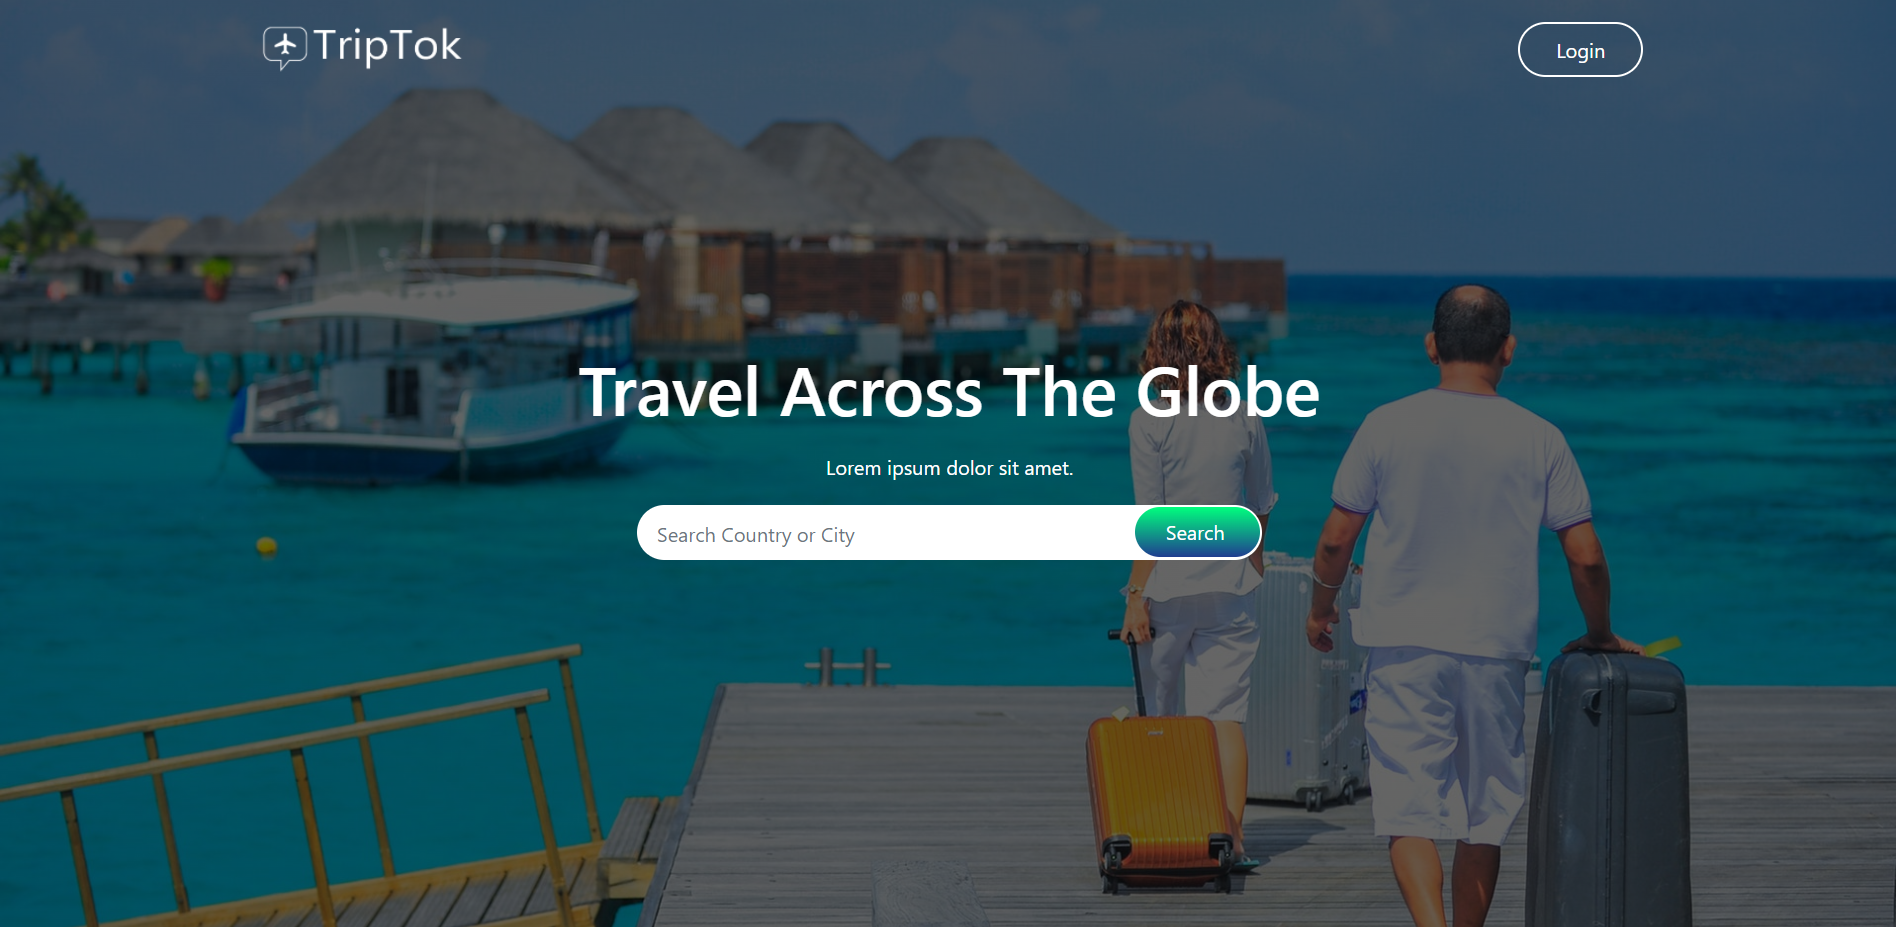 TripTok
Login
Travel Across The Globe
Lorem ipsum dolor sit amet.
Search Country or City
Search